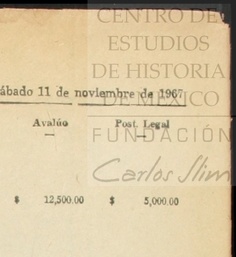 CENTRO DE
ESTUDIOS
DE HISTORIA
DE MÉXICO
FUNDACIÓN
Carlos Slim
ábado 11 de noviembre de 1967
Avalúo Post. Legal
$ 12,500.00 $ 5,000.00